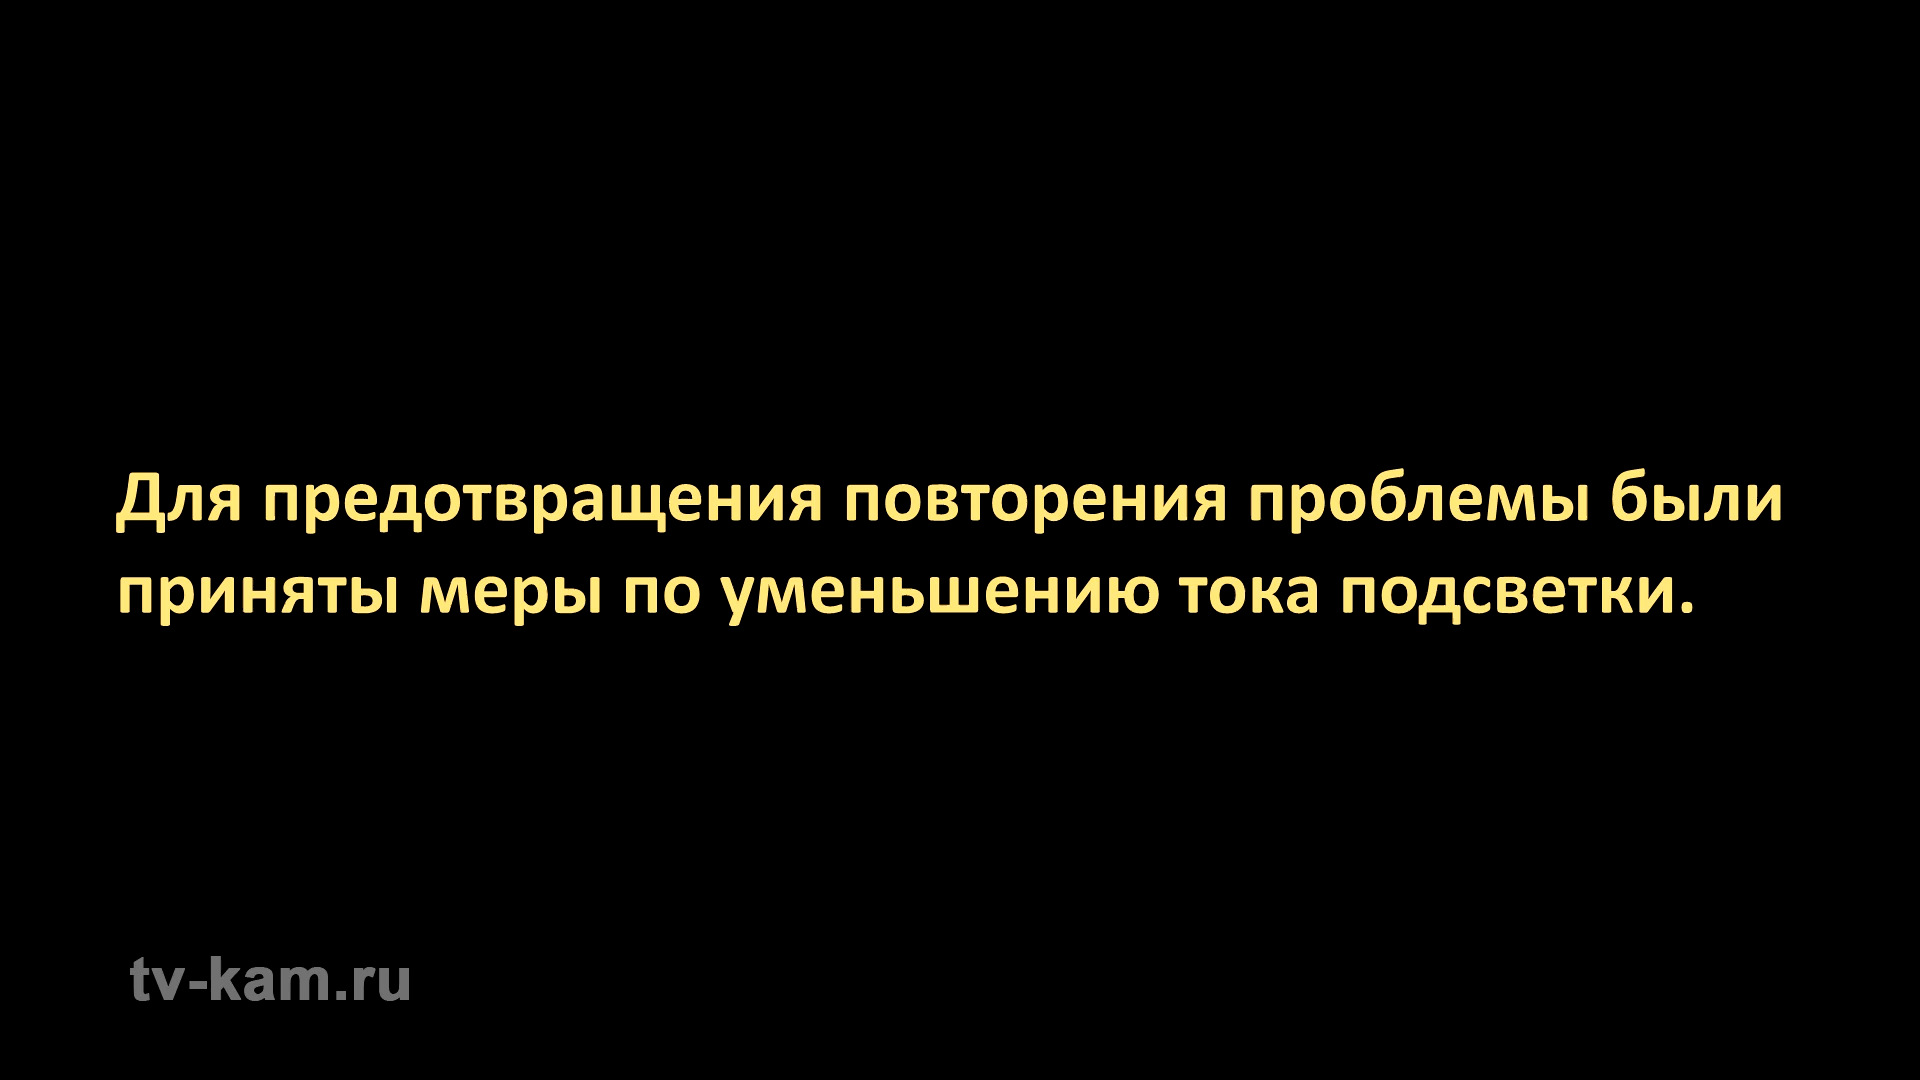 Для предотвращения повторения проблемы были
приняты меры по уменьшению тока подсветки.
tv-kam.ru